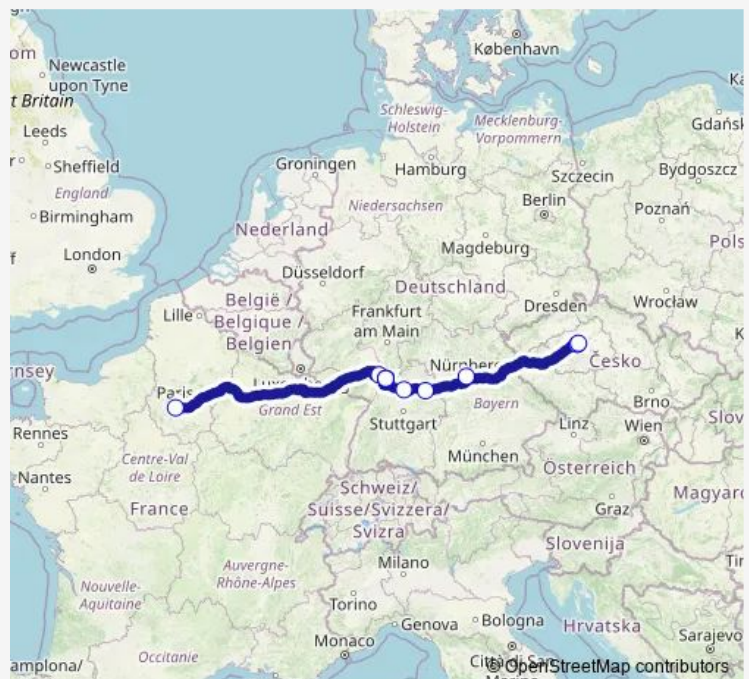 Newcastle
upon Tyne
t Britain
Leeds
Sheffield
England
Birmingham
London
København
Schleswig-
Holstein
Mecklenburg-
Vorpommern
Gdańsk
Groningen
Hamburg
Szczecin
Bydgoszcz
Niedersachsen
Berlin
Poznań
Nederland
Magdeburg
Düsseldorf
Deutschland
Lille
België /
Belgique /
Belgien
Frankfurt
am Main
Dresden
Wrocław
Česko
Paris
Grand Est
Bayern
Brno
Stuttgart
Rennes
Centre-Val
de Loire
München
Linz
Wien
Nantes
France
Schweiz/
Suisse/Svizzera/
Svizra
Österreich
Graz
Slovenija
Auvergne-
Rhône-Alpes
Milano
Nouvelle-
Aquitaine
Torino
Genova
Bologna
Hrvatska
Monaco
Occitanie
Sarajevo
amplona/
© OpenStreetMap contributors